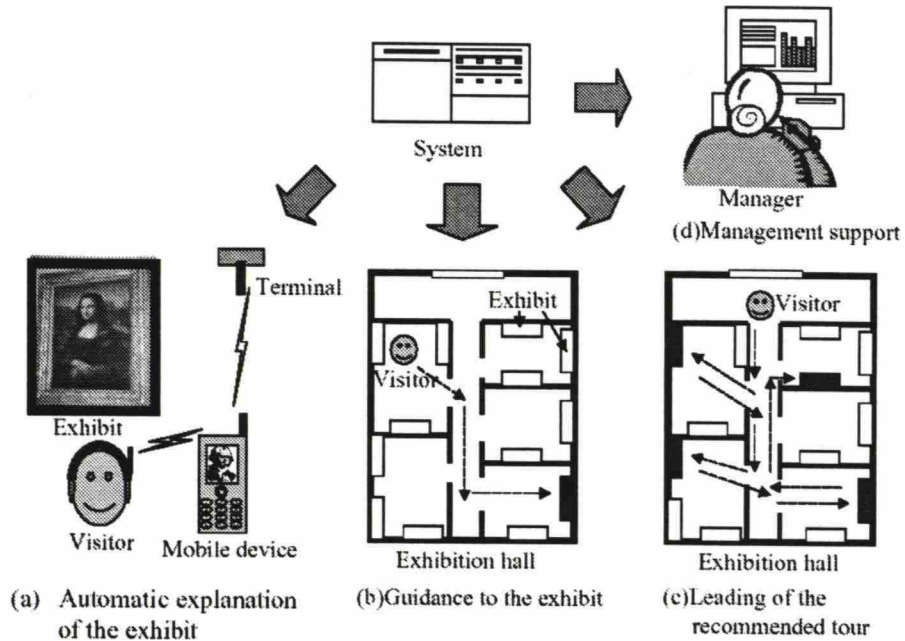 System
Manager
(d)Management support
Terminal
Exhibit
Visitor
Mobile device
(a) Automatic explanation
of the exhibit
Exhibit
Visitor
Exhibition hall
(b)Guidance to the exhibit
Visitor
Exhibition hall
(c)Leading of the
recommended tour